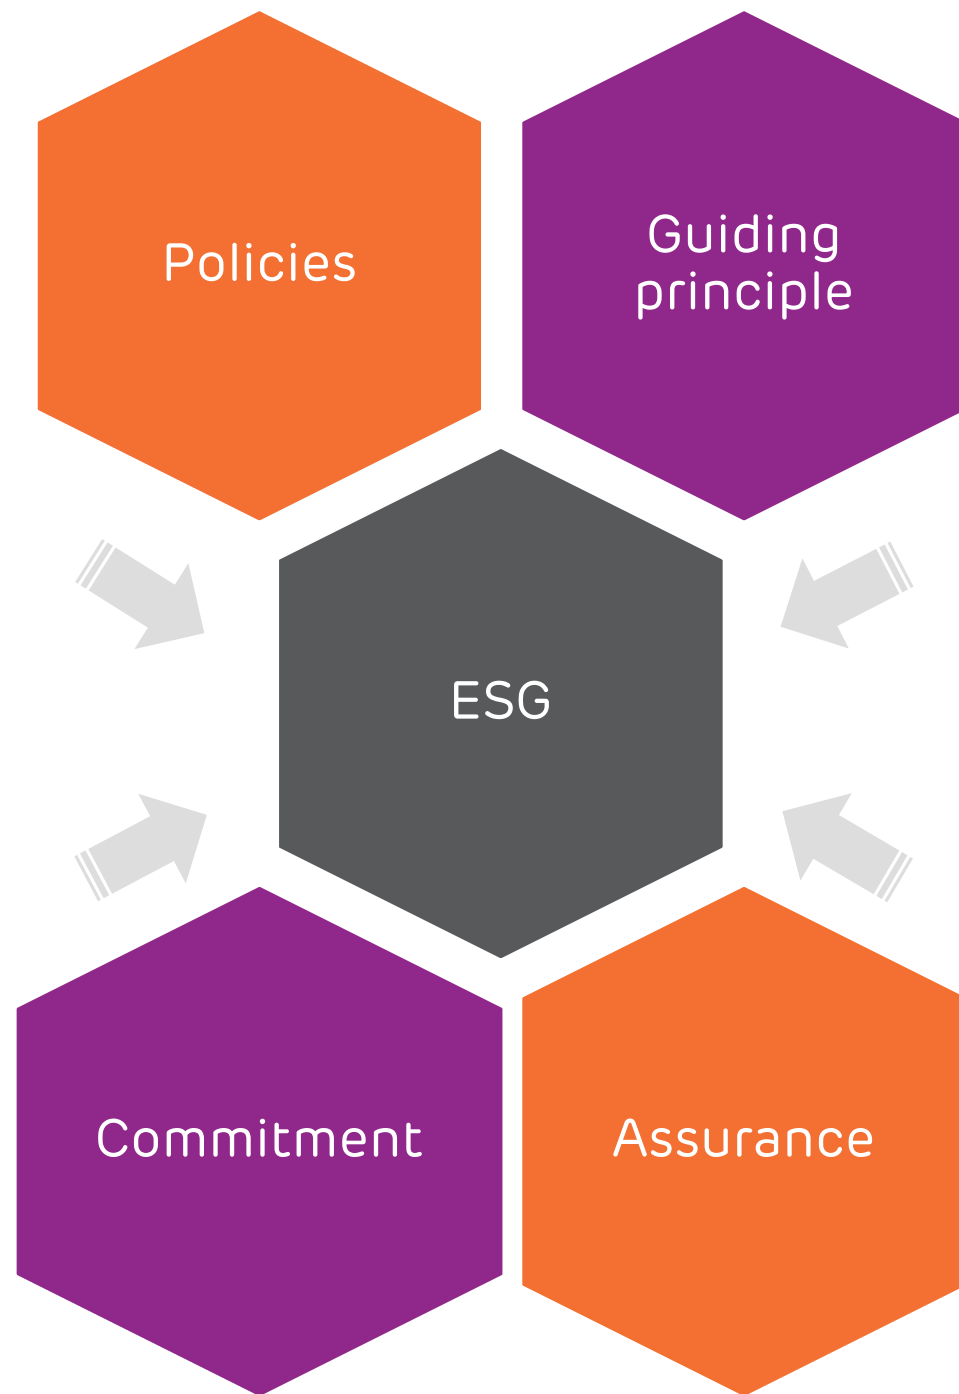 Policies
Guiding
principle
ESG
Commitment
Assurance